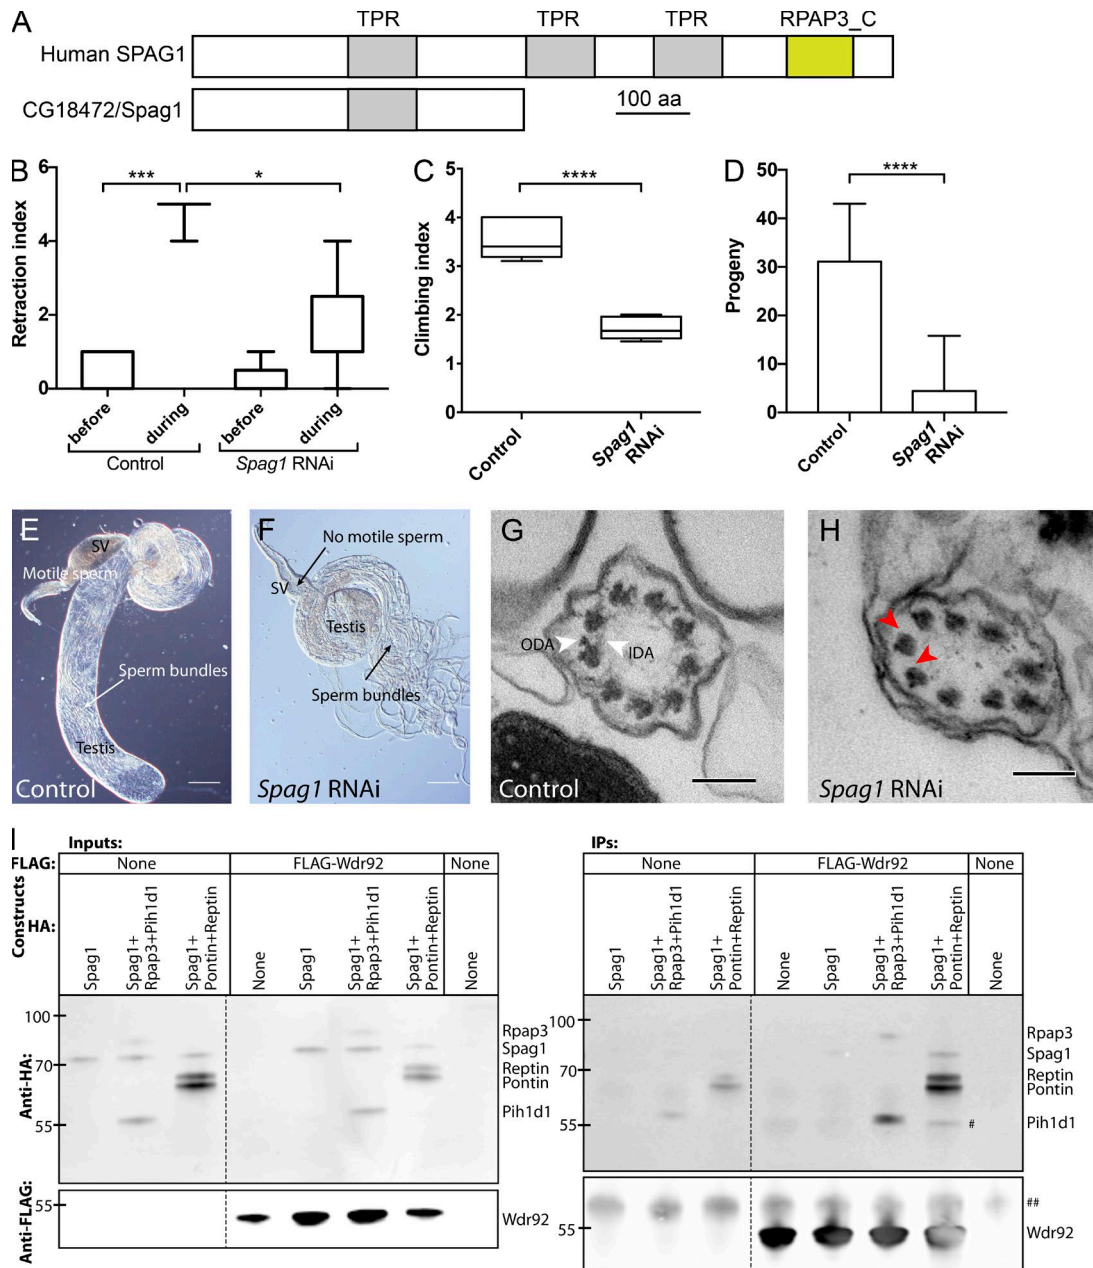 A
TPR TPR TPR RPAP3_C
Human SPAG1
CG18472/Spag1
100 aa
B
Retraction index
6
4
2
0
***
*
before
during
before
during
Control
Spag1 RNAi
C
Climbing index
5
4
3
2
1
0
****
Control
Spag1
RNAi
D
Progeny
50
40
30
20
10
0
****
Control
Spag1
RNAi
E
SV
Motile sperm
Sperm bundles
Testis
Control
F
No motile sperm
SV
Testis
Sperm bundles
Spag1 RNAi
G
ODA
IDA
Control
H
Spag1 RNAi
I
Inputs:
FLAG:
None
FLAG-Wdr92
None
Constructs
HA:
Spag1
Spag1+
Rpap3+Pih1d1
Spag1+
Pontin+Reptin
None
Spag1
Spag1+
Rpap3+Pih1d1
Spag1+
Pontin+Reptin
None
Anti-HA:
100
70
55
Rpap3
Spag1
Reptin
Pontin
Pih1d1
Anti-FLAG:
55
Wdr92
IPs:
None
FLAG-Wdr92
None
Spag1
Spag1+
Rpap3+Pih1d1
Spag1+
Pontin+Reptin
None
Spag1
Spag1+
Rpap3+Pih1d1
Spag1+
Pontin+Reptin
None
100
70
55
Rpap3
Spag1
Reptin
Pontin
# Pih1d1
##
55
Wdr92